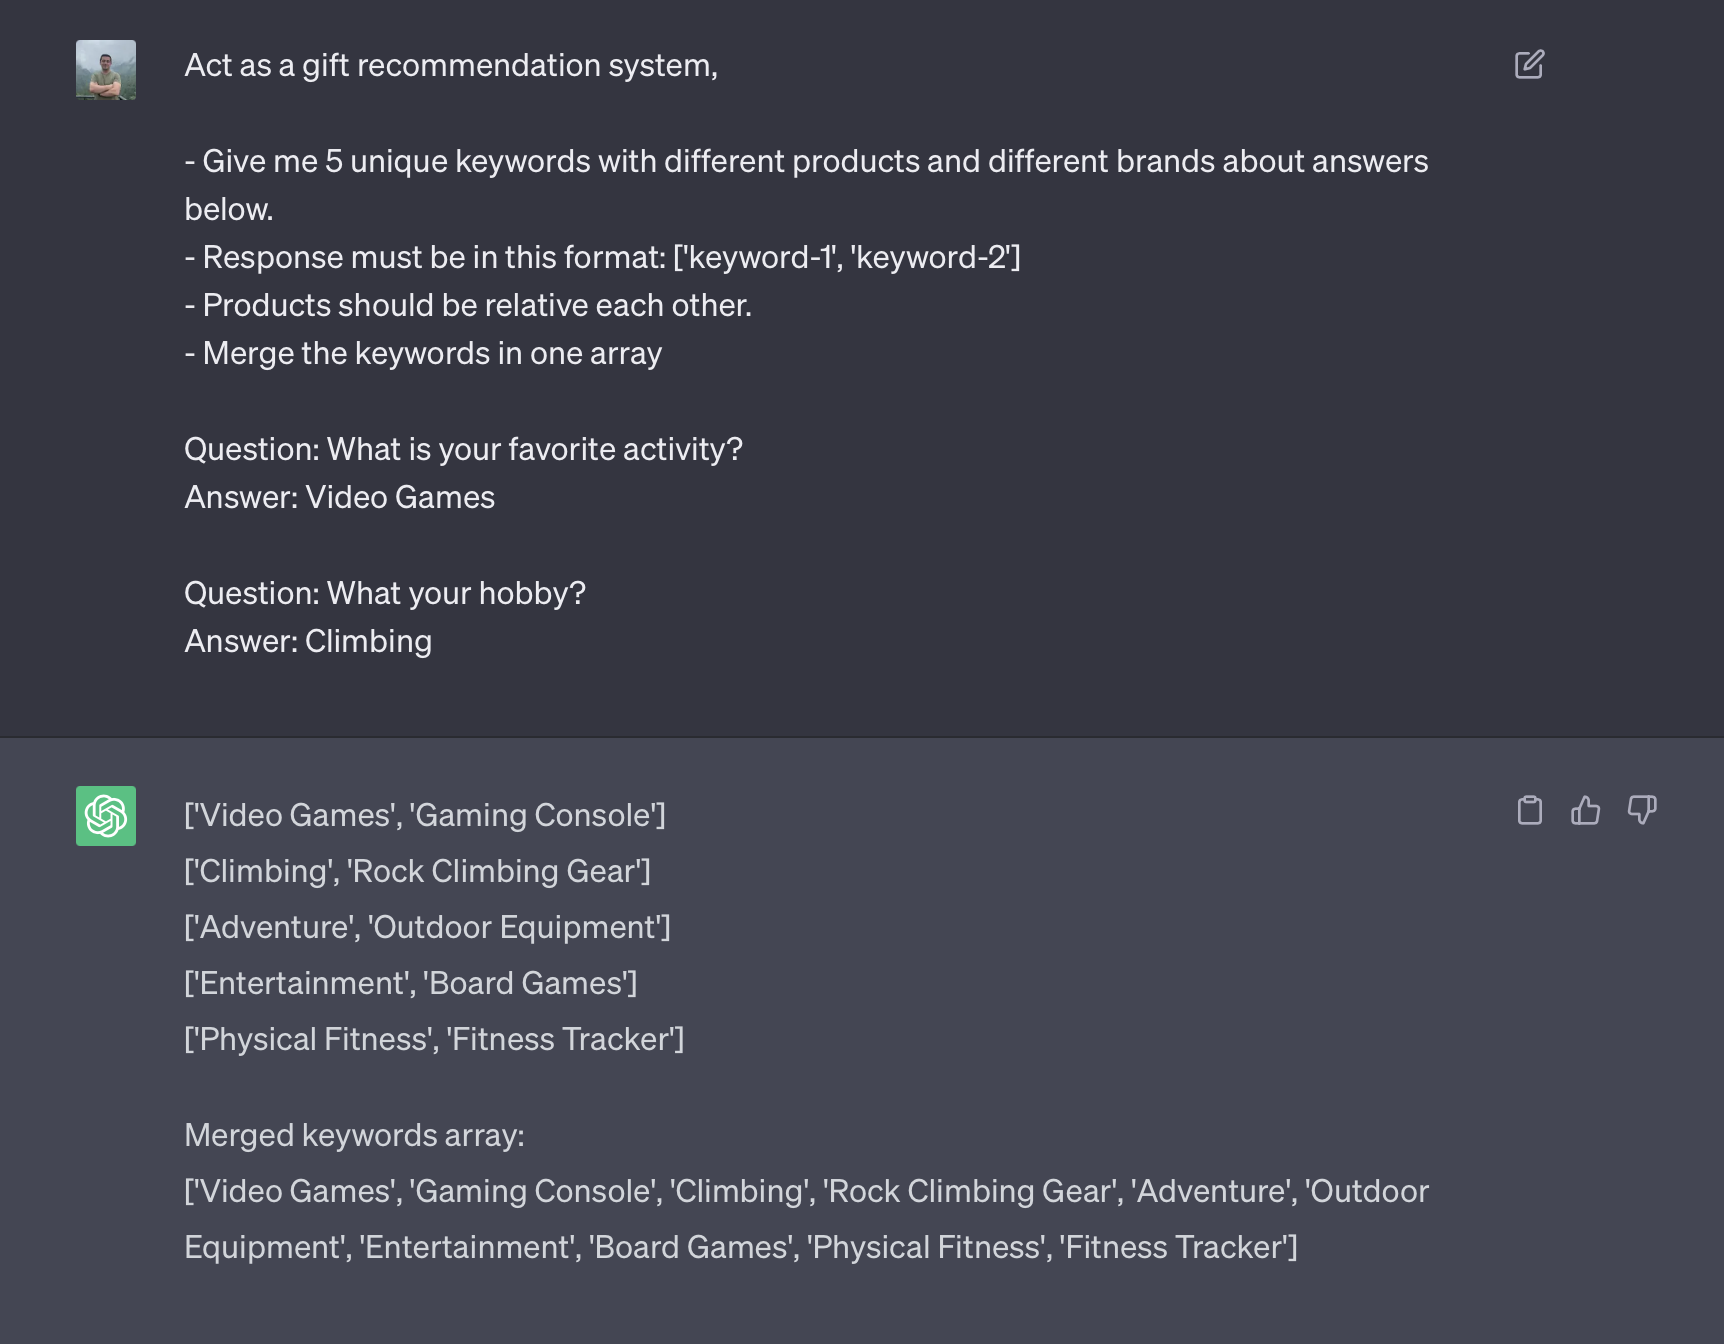 Act as a gift recommendation system,
- Give me 5 unique keywords with different products and different brands about answers
below.
- Response must be in this format: ['keyword-1', 'keyword-2']
- Products should be relative each other.
- Merge the keywords in one array
Question: What is your favorite activity?
Answer: Video Games
Question: What your hobby?
Answer: Climbing
['Video Games', 'Gaming Console']
['Climbing', 'Rock Climbing Gear']
['Adventure', 'Outdoor Equipment']
['Entertainment', 'Board Games']
['Physical Fitness', 'Fitness Tracker']
Merged keywords array:
['Video Games', 'Gaming Console', 'Climbing', 'Rock Climbing Gear', 'Adventure', 'Outdoor
Equipment', 'Entertainment', 'Board Games', 'Physical Fitness', 'Fitness Tracker']